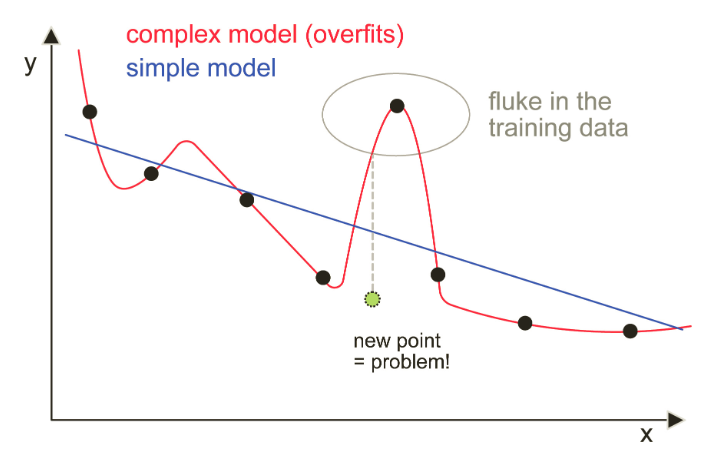 complex model (overfits)
simple model
y
fluke in the
training data
new point
= problem!
x